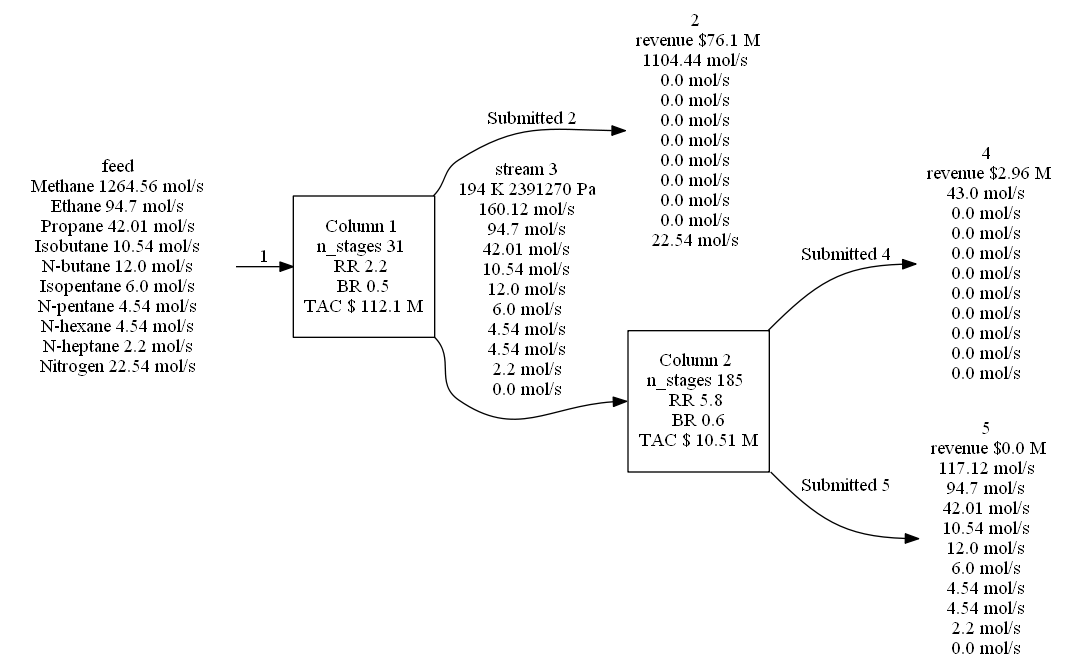 feed
Methane 1264.56 mol/s
Ethane 94.7 mol/s
Propane 42.01 mol/s
Isobutane 10.54 mol/s
N-butane 12.0 mol/s
Isopentane 6.0 mol/s
N-pentane 4.54 mol/s
N-hexane 4.54 mol/s
N-heptane 2.2 mol/s
Nitrogen 22.54 mol/s
1
Column 1
n_stages 31
RR 2.2
BR 0.5
TAC $ 112.1 M
Submitted 2
2
revenue $76.1 M
1104.44 mol/s
0.0 mol/s
0.0 mol/s
0.0 mol/s
0.0 mol/s
0.0 mol/s
0.0 mol/s
0.0 mol/s
0.0 mol/s
22.54 mol/s
stream 3
194 K 2391270 Pa
160.12 mol/s
94.7 mol/s
42.01 mol/s
10.54 mol/s
12.0 mol/s
6.0 mol/s
4.54 mol/s
4.54 mol/s
2.2 mol/s
0.0 mol/s
Column 2
n_stages 185
RR 5.8
BR 0.6
TAC $ 10.51 M
Submitted 4
4
revenue $2.96 M
43.0 mol/s
0.0 mol/s
0.0 mol/s
0.0 mol/s
0.0 mol/s
0.0 mol/s
0.0 mol/s
0.0 mol/s
0.0 mol/s
0.0 mol/s
Submitted 5
5
revenue $0.0 M
117.12 mol/s
94.7 mol/s
42.01 mol/s
10.54 mol/s
12.0 mol/s
6.0 mol/s
4.54 mol/s
4.54 mol/s
2.2 mol/s
0.0 mol/s